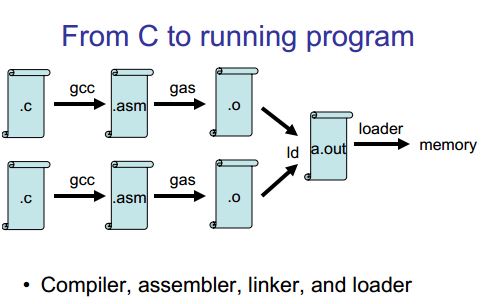 From C to running program
gcc gas
.c .asm .o
loader
ld a.out memory
gcc gas
.c .asm .o
• Compiler, assembler, linker, and loader